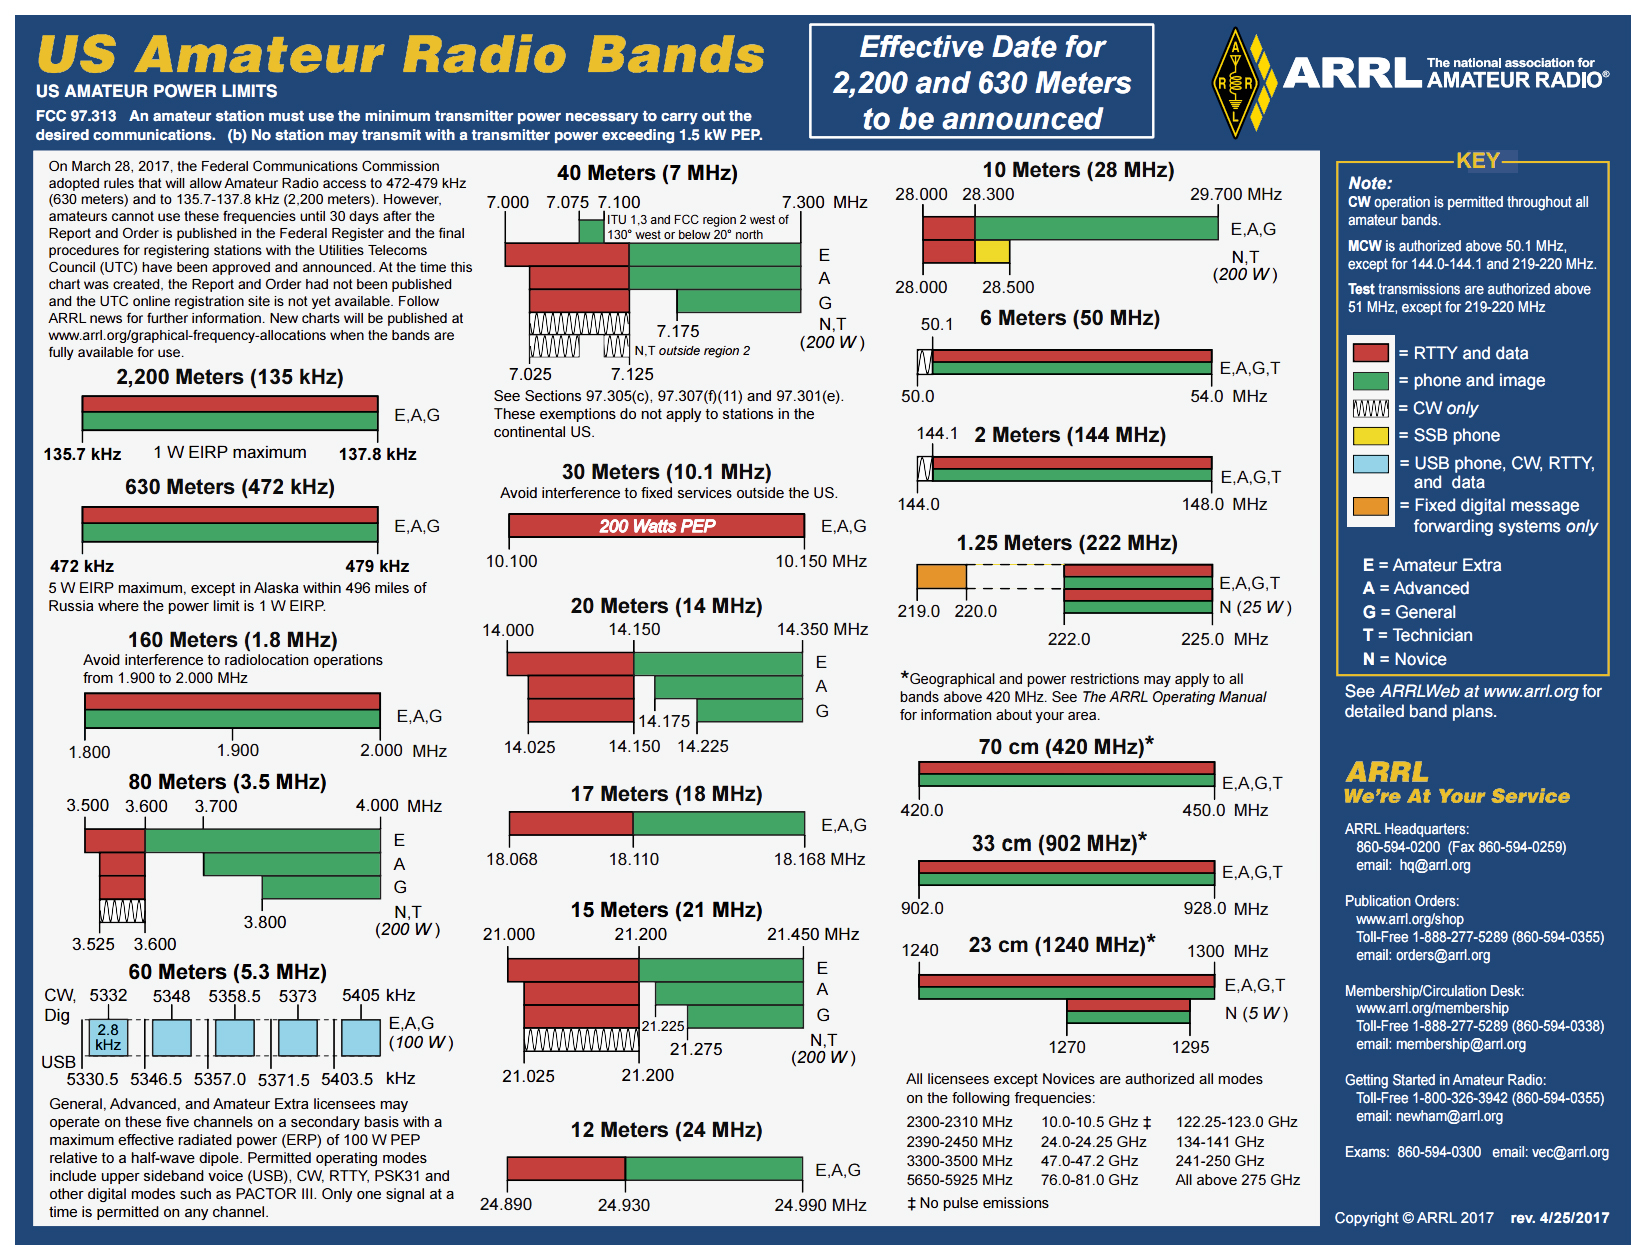 US Amateur Radio Bands
US AMATEUR POWER LIMITS
FCC 97.313   An amateur station must use the minimum transmitter power necessary to carry out the
desired communications.   (b) No station may transmit with a transmitter power exceeding 1.5 kW PEP.
Effective Date for
2,200 and 630 Meters
to be announced
A
R R
L
ARRL The national association for
AMATEUR RADIO®
On March 28, 2017, the Federal Communications Commission
adopted rules that will allow Amateur Radio access to 472-479 kHz
(630 meters) and to 135.7-137.8 kHz (2,200 meters). However,
amateurs cannot use these frequencies until 30 days after the
Report and Order is published in the Federal Register and the final
procedures for registering stations with the Utilities Telecoms
Council (UTC) have been approved and announced. At the time this
chart was created, the Report and Order had not been published
and the UTC online registration site is not yet available. Follow
ARRL news for further information. New charts will be published at
www.arrl.org/graphical-frequency-allocations when the bands are
fully available for use.
2,200 Meters (135 kHz)
E,A,G
135.7 kHz 1 W EIRP maximum 137.8 kHz
630 Meters (472 kHz)
E,A,G
472 kHz 479 kHz
5 W EIRP maximum, except in Alaska within 496 miles of
Russia where the power limit is 1 W EIRP.
160 Meters (1.8 MHz)
Avoid interference to radiolocation operations
from 1.900 to 2.000 MHz
E,A,G
1.800 1.900 2.000 MHz
80 Meters (3.5 MHz)
3.500 3.600 3.700 4.000 MHz
E
A
G
3.800
N,T
(200 W)
3.525 3.600
60 Meters (5.3 MHz)
CW, 5332 5348 5358.5 5373 5405 kHz
Dig
2.8
kHz
E,A,G
(100 W)
USB
5330.5 5346.5 5357.0 5371.5 5403.5 kHz
General, Advanced, and Amateur Extra licensees may
operate on these five channels on a secondary basis with a
maximum effective radiated power (ERP) of 100 W PEP
relative to a half-wave dipole. Permitted operating modes
include upper sideband voice (USB), CW, RTTY, PSK31 and
other digital modes such as PACTOR III. Only one signal at a
time is permitted on any channel.
40 Meters (7 MHz)
7.000 7.075 7.100 7.300 MHz
ITU 1,3 and FCC region 2 west of
130° west or below 20° north
E
A
G
7.175
N,T
(200 W)
N,T outside region 2
7.025 7.125
See Sections 97.305(c), 97.307(f)(11) and 97.301(e).
These exemptions do not apply to stations in the
continental US.
30 Meters (10.1 MHz)
Avoid interference to fixed services outside the US.
200 Watts PEP E,A,G
10.100 10.150 MHz
20 Meters (14 MHz)
14.000 14.150 14.350 MHz
E
A
G
14.175
14.025 14.150 14.225
17 Meters (18 MHz)
E,A,G
18.068 18.110 18.168 MHz
15 Meters (21 MHz)
21.000 21.200 21.450 MHz
E
A
G
21.225
N,T
(200 W)
21.275
21.025 21.200
12 Meters (24 MHz)
E,A,G
24.890 24.930 24.990 MHz
10 Meters (28 MHz)
28.000 28.300 29.700 MHz
E,A,G
N,T
(200 W)
28.000 28.500
6 Meters (50 MHz)
50.1
E,A,G,T
50.0 54.0 MHz
2 Meters (144 MHz)
144.1
E,A,G,T
144.0 148.0 MHz
1.25 Meters (222 MHz)
E,A,G,T
N (25 W)
219.0 220.0
222.0 225.0 MHz
*Geographical and power restrictions may apply to all
bands above 420 MHz. See The ARRL Operating Manual
for information about your area.
70 cm (420 MHz)*
E,A,G,T
420.0 450.0 MHz
33 cm (902 MHz)*
E,A,G,T
902.0 928.0 MHz
23 cm (1240 MHz)*
1240 1300 MHz
E,A,G,T
N (5 W)
1270 1295
All licensees except Novices are authorized all modes
on the following frequencies:
2300-2310 MHz 10.0-10.5 GHz ‡ 122.25-123.0 GHz
2390-2450 MHz 24.0-24.25 GHz 134-141 GHz
3300-3500 MHz 47.0-47.2 GHz 241-250 GHz
5650-5925 MHz 76.0-81.0 GHz All above 275 GHz
‡ No pulse emissions
KEY
Note:
CW operation is permitted throughout all
amateur bands.
MCW is authorized above 50.1 MHz,
except for 144.0-144.1 and 219-220 MHz.
Test transmissions are authorized above
51 MHz, except for 219-220 MHz
= RTTY and data
= phone and image
= CW only
= SSB phone
= USB phone, CW, RTTY,
and data
= Fixed digital message
forwarding systems only
E = Amateur Extra
A = Advanced
G = General
T = Technician
N = Novice
See ARRLWeb at www.arrl.org for
detailed band plans.
ARRL
We're At Your Service
ARRL Headquarters:
860-594-0200  (Fax 860-594-0259)
email:  hq@arrl.org
Publication Orders:
www.arrl.org/shop
Toll-Free 1-888-277-5289 (860-594-0355)
email: orders@arrl.org
Membership/Circulation Desk:
www.arrl.org/membership
Toll-Free 1-888-277-5289 (860-594-0338)
email: membership@arrl.org
Getting Started in Amateur Radio:
Toll-Free 1-800-326-3942 (860-594-0355)
email: newham@arrl.org
Exams:  860-594-0300   email: vec@arrl.org
Copyright © ARRL 2017   rev. 4/25/2017